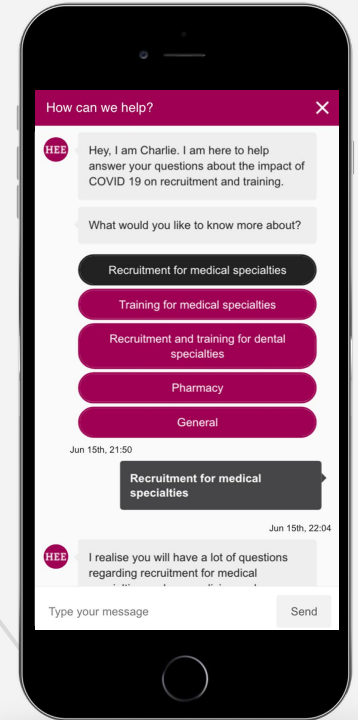 How can we help?
HEE
Hey, I am Charlie. I am here to help
answer your questions about the impact of
COVID 19 on recruitment and training.
What would you like to know more about?
Recruitment for medical specialties
Training for medical specialties
Recruitment and training for dental
specialties
Pharmacy
General
Jun 15th, 21:50
Recruitment for medical
specialties
Jun 15th, 22:04
HEE
I realise you will have a lot of questions
regarding recruitment for medical
Type your message
Send